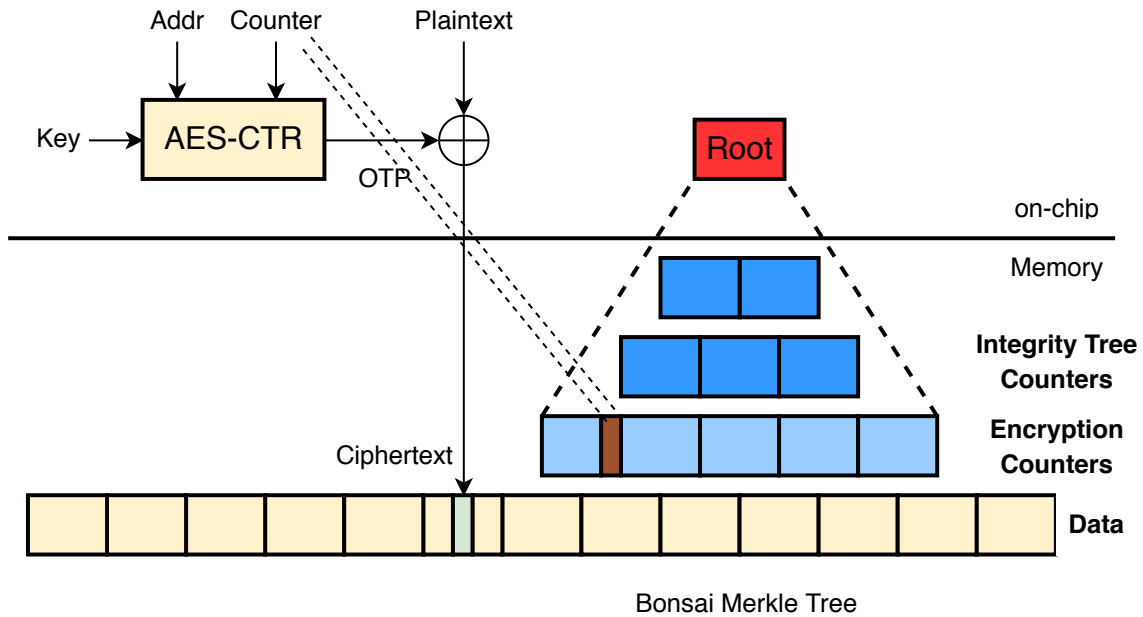 Addr
Counter
Plaintext
Key
AES-CTR
OTP
Root
on-chip
Memory
Integrity Tree
Counters
Encryption
Counters
Ciphertext
Data
Bonsai Merkle Tree